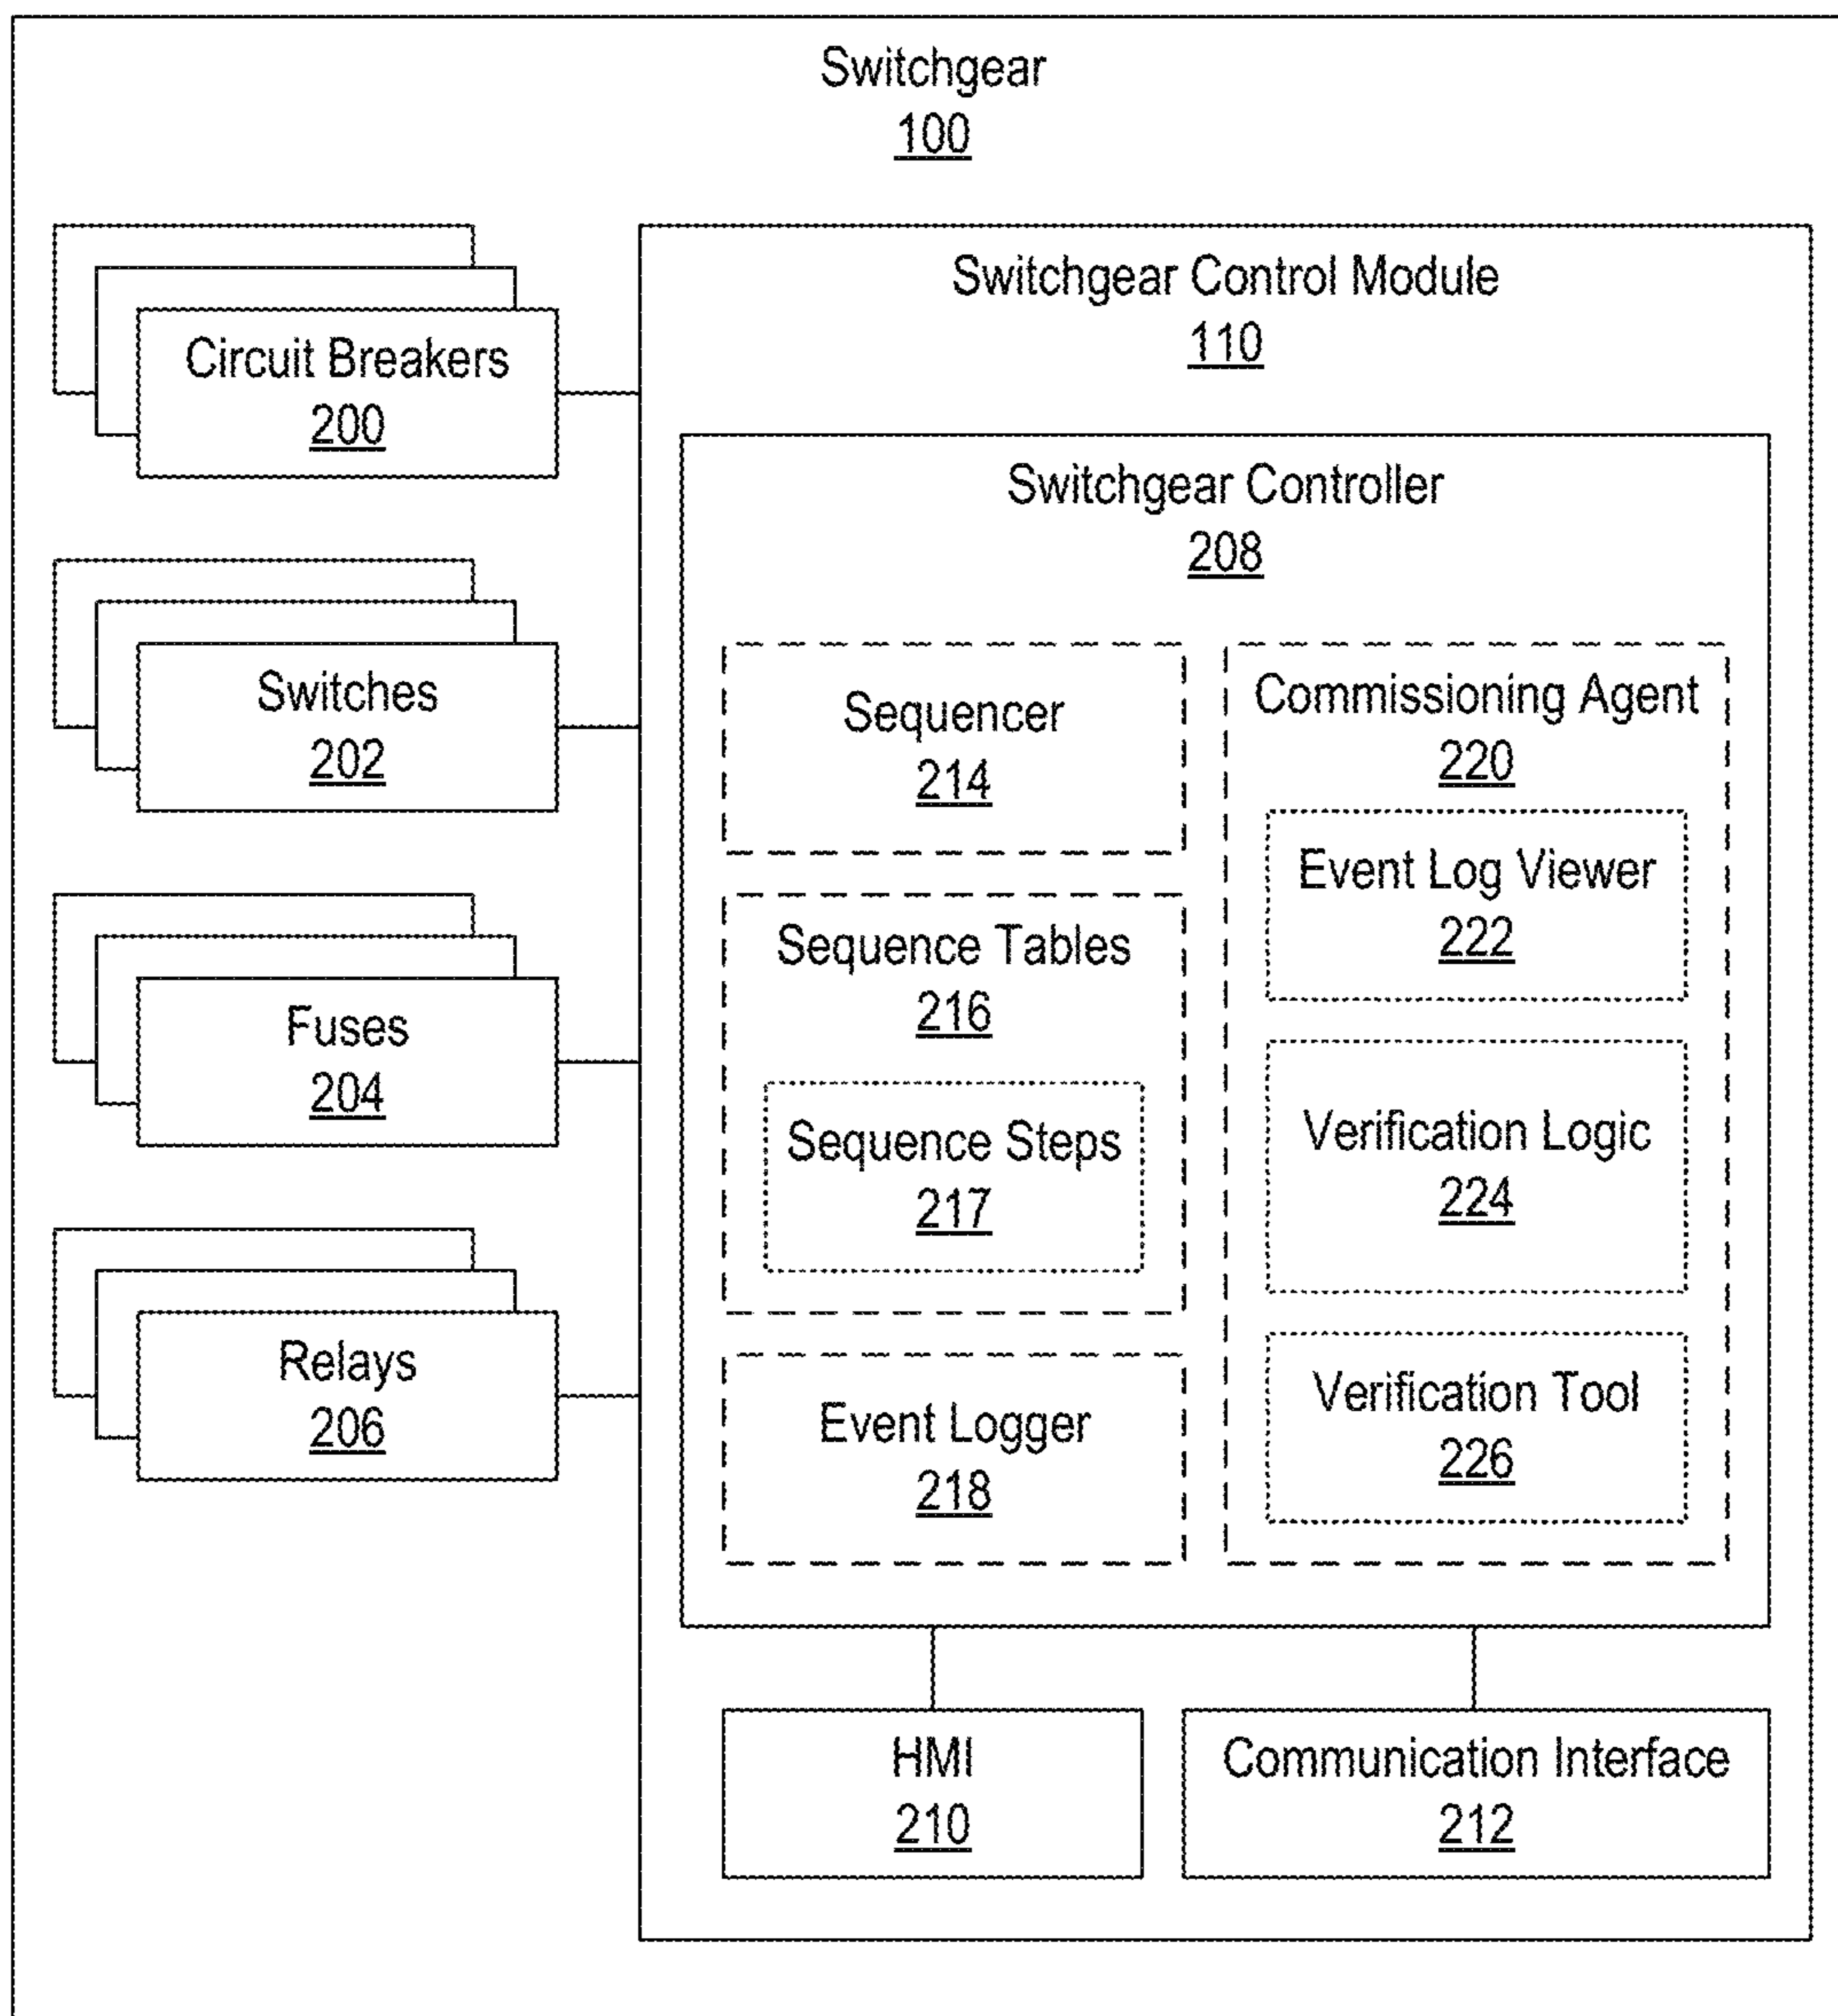 Switchgear
100
Circuit Breakers
200
Switches
202
Fuses
204
Relays
206
Switchgear Control Module
110
Switchgear Controller
208
Sequencer
214
Sequence Tables
216
Sequence Steps
217
Event Logger
218
Commissioning Agent
220
Event Log Viewer
222
Verification Logic
224
Verification Tool
226
HMI
210
Communication Interface
212